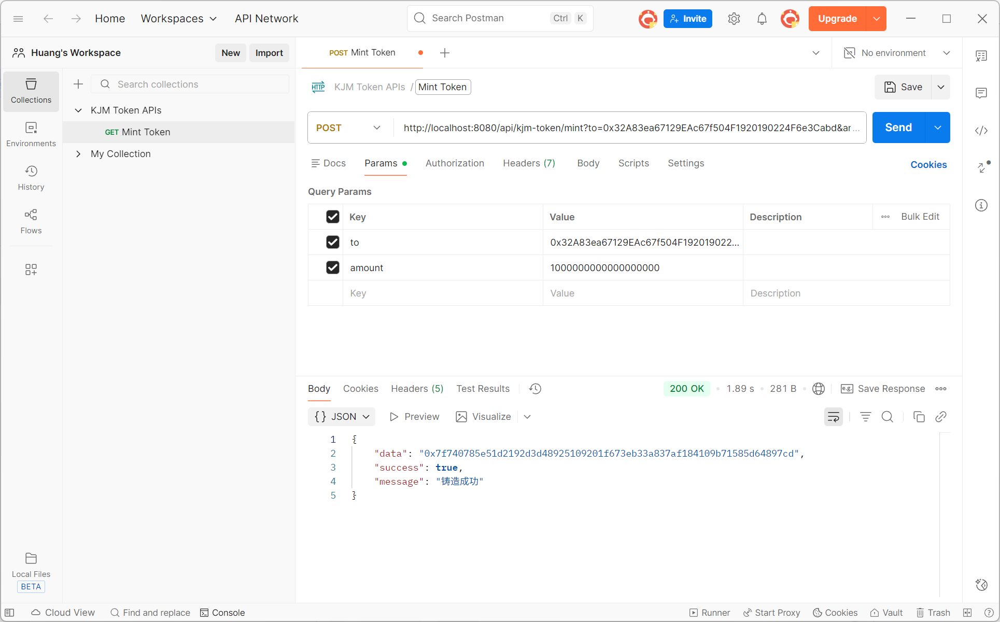 Home Workspaces API Network Search Postman Ctrl K Invite Upgrade
Huang's Workspace New Import POST Mint Token No environment
Collections
Environments
History
Flows
Local Files
BETA
Search collections
KJM Token APIs
GET Mint Token
My Collection
HTTP KJM Token APIs / Mint Token Save
POST http://localhost:8080/api/kjm-token/mint?to=0x32A83ea67129EAc67f504F1920190224F6e3Cabd&ar... Send
Docs Params Authorization Headers (7) Body Scripts Settings Cookies
Query Params
Key Value Description Bulk Edit
to 0x32A83ea67129EAc67f504F192019022...
amount 1000000000000000000
Key Value Description
Body Cookies Headers (5) Test Results 200 OK 1.89 s 281 B e.g. Save Response
{} JSON Preview Visualize
1 {
2 "data": "0x7f740785e51d2192d3d48925109201f673eb33a837af184109b71585d64897cd",
3 "success": true,
4 "message": "铸造成功"
5 }
Cloud View Find and replace Console Runner Start Proxy Cookies Vault Trash